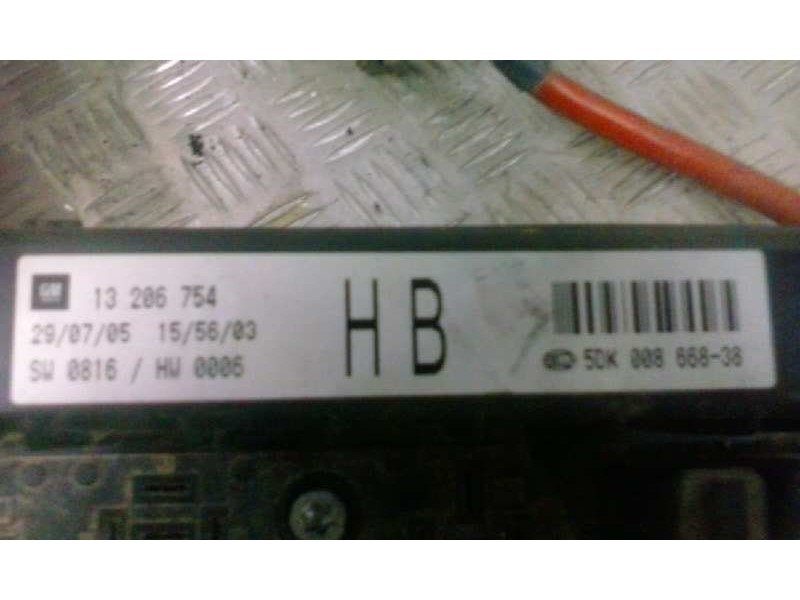 GM 13 206 754
29/07/05 15/56/03
SW 0816 / HW 0006
HB
5DK 008 668-38